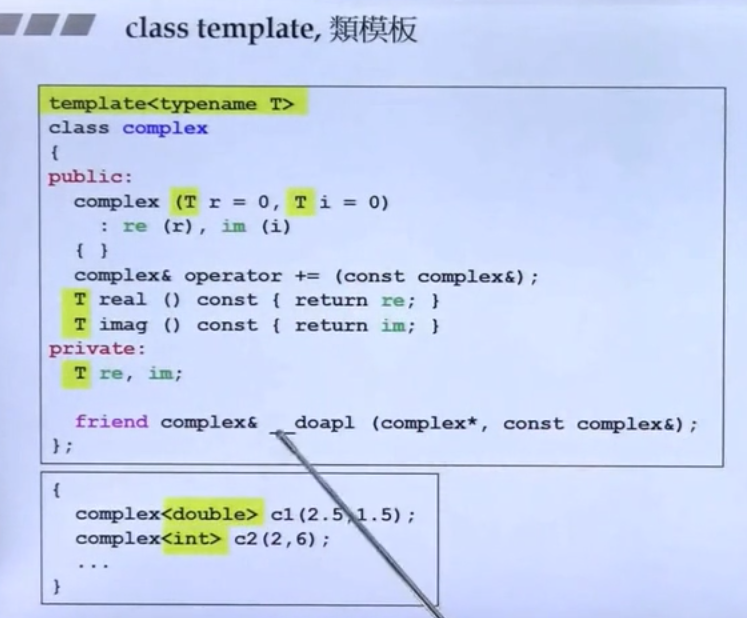 class template, 類模板
template<typename T>
class complex
{
public:
  complex (T r = 0, T i = 0)
    : re (r), im (i)
  { }
  complex& operator += (const complex&);
  T real () const { return re; }
  T imag () const { return im; }
private:
  T re, im;
  friend complex& __doapl (complex*, const complex&);
};
{
  complex<double> c1(2.5,1.5);
  complex<int> c2(2,6);
  ...
}